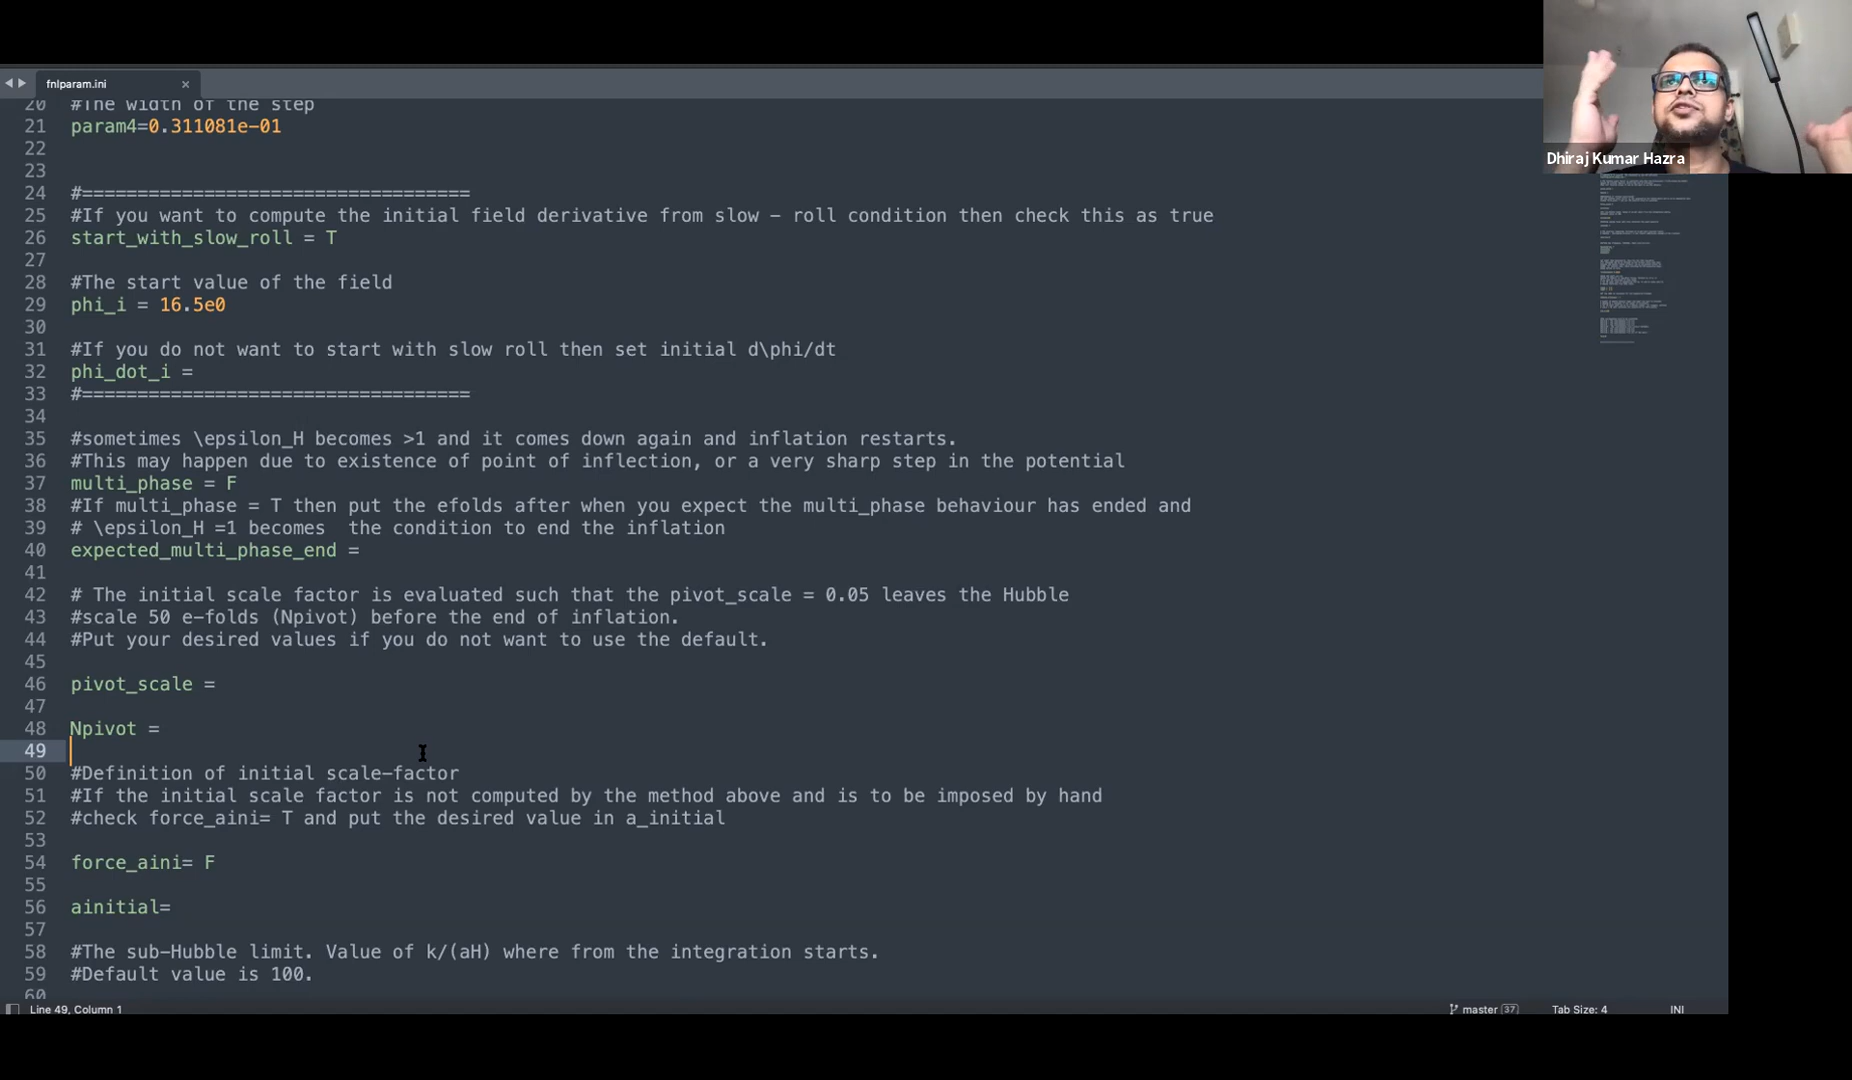 fnlparam.ini
Dhiraj Kumar Hazra
20 #The width of the step
21 param4=0.311081e-01
22
23
24 #===================================
25 #If you want to compute the initial field derivative from slow - roll condition then check this as true
26 start_with_slow_roll = T
27
28 #The start value of the field
29 phi_i = 16.5e0
30
31 #If you do not want to start with slow roll then set initial d\phi/dt
32 phi_dot_i =
33 #===================================
34
35 #sometimes \epsilon_H becomes >1 and it comes down again and inflation restarts.
36 #This may happen due to existence of point of inflection, or a very sharp step in the potential
37 multi_phase = F
38 #If multi_phase = T then put the efolds after when you expect the multi_phase behaviour has ended and
39 # \epsilon_H =1 becomes  the condition to end the inflation
40 expected_multi_phase_end =
41
42 # The initial scale factor is evaluated such that the pivot_scale = 0.05 leaves the Hubble
43 #scale 50 e-folds (Npivot) before the end of inflation.
44 #Put your desired values if you do not want to use the default.
45
46 pivot_scale =
47
48 Npivot =
49
50 #Definition of initial scale-factor
51 #If the initial scale factor is not computed by the method above and is to be imposed by hand
52 #check force_aini= T and put the desired value in a_initial
53
54 force_aini= F
55
56 ainitial=
57
58 #The sub-Hubble limit. Value of k/(aH) where from the integration starts.
59 #Default value is 100.
60
Line 49, Column 1
master 37
Tab Size: 4
INI